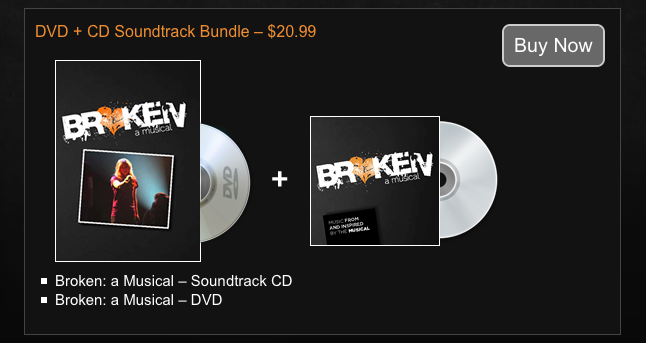 DVD + CD Soundtrack Bundle – $20.99
Buy Now
BROKEN
a musical
DVD
+
BROKEN
a musical
MUSIC FROM
AND INSPIRED
BY THE MUSICAL
Broken: a Musical – Soundtrack CD
Broken: a Musical – DVD